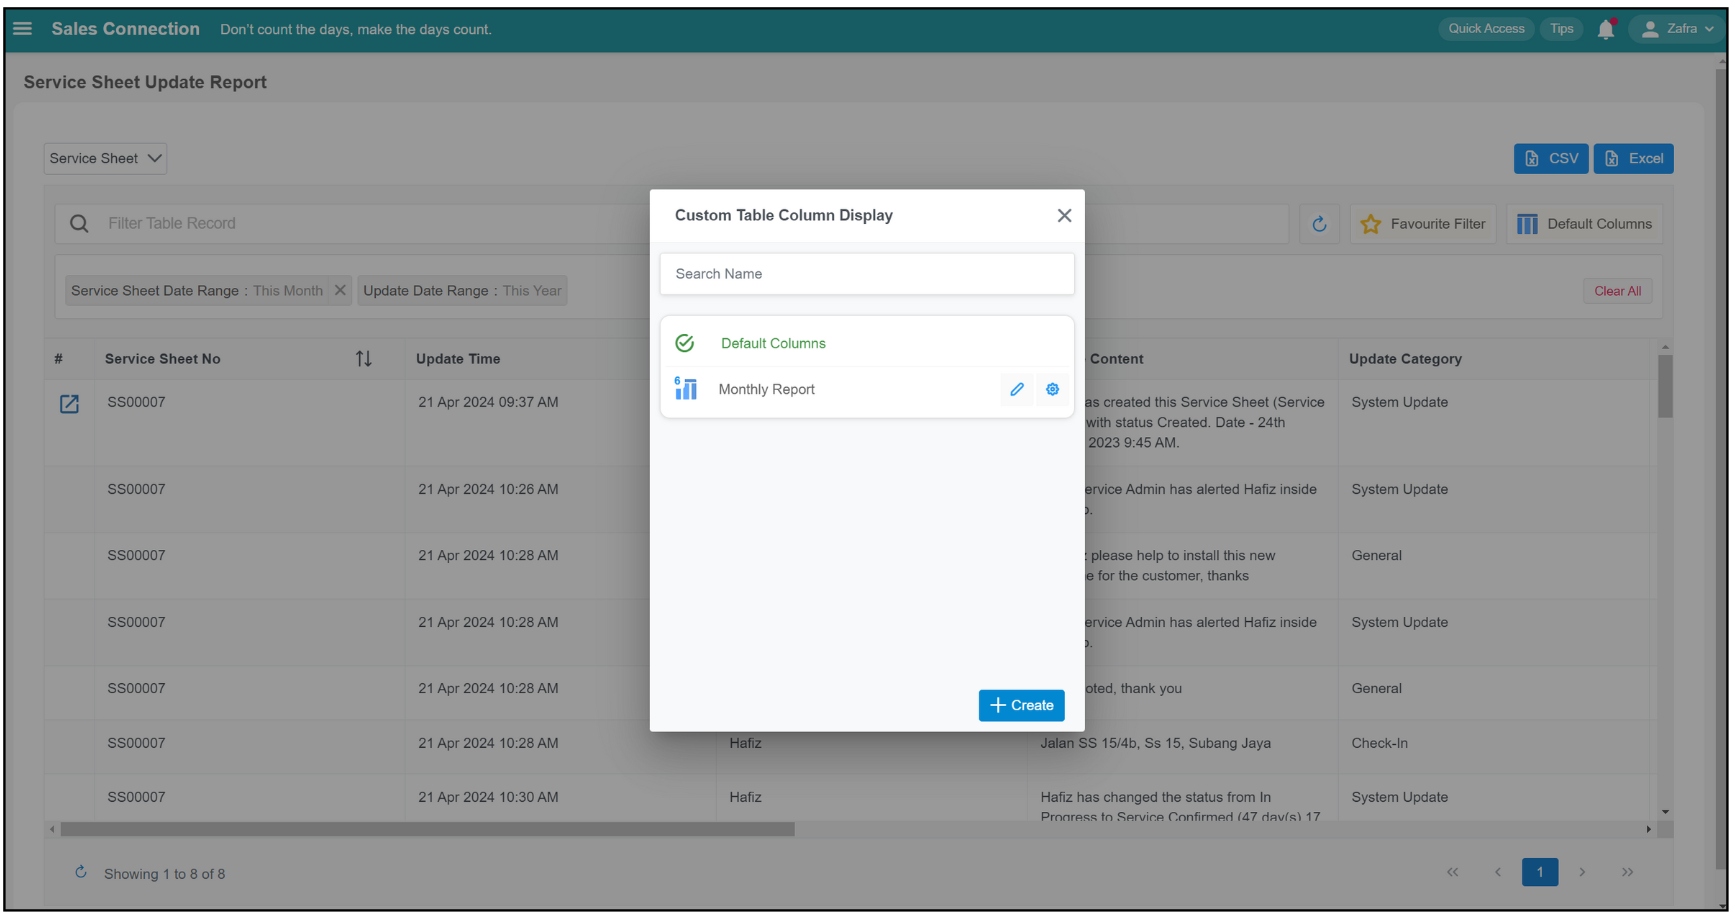 Sales Connection Don't count the days, make the days count. Quick Access Tips Zafra
Service Sheet Update Report
Service Sheet CSV Excel
Filter Table Record Favourite Filter Default Columns
Service Sheet Date Range : This Month Update Date Range : This Year Clear All
Custom Table Column Display
Search Name
Default Columns
6 Monthly Report
Create
# Service Sheet No Update Time Content Update Category
SS00007 21 Apr 2024 09:37 AM as created this Service Sheet (Service System Update
with status Created. Date - 24th
2023 9:45 AM.
SS00007 21 Apr 2024 10:26 AM ervice Admin has alerted Hafiz inside System Update
SS00007 21 Apr 2024 10:28 AM please help to install this new General
e for the customer, thanks
SS00007 21 Apr 2024 10:28 AM ervice Admin has alerted Hafiz inside System Update
SS00007 21 Apr 2024 10:28 AM oted, thank you General
SS00007 21 Apr 2024 10:28 AM Hafiz Jalan SS 15/4b, Ss 15, Subang Jaya Check-In
SS00007 21 Apr 2024 10:30 AM Hafiz Hafiz has changed the status from In System Update
Progress to Service Confirmed (47 day(s) 17
Showing 1 to 8 of 8 1